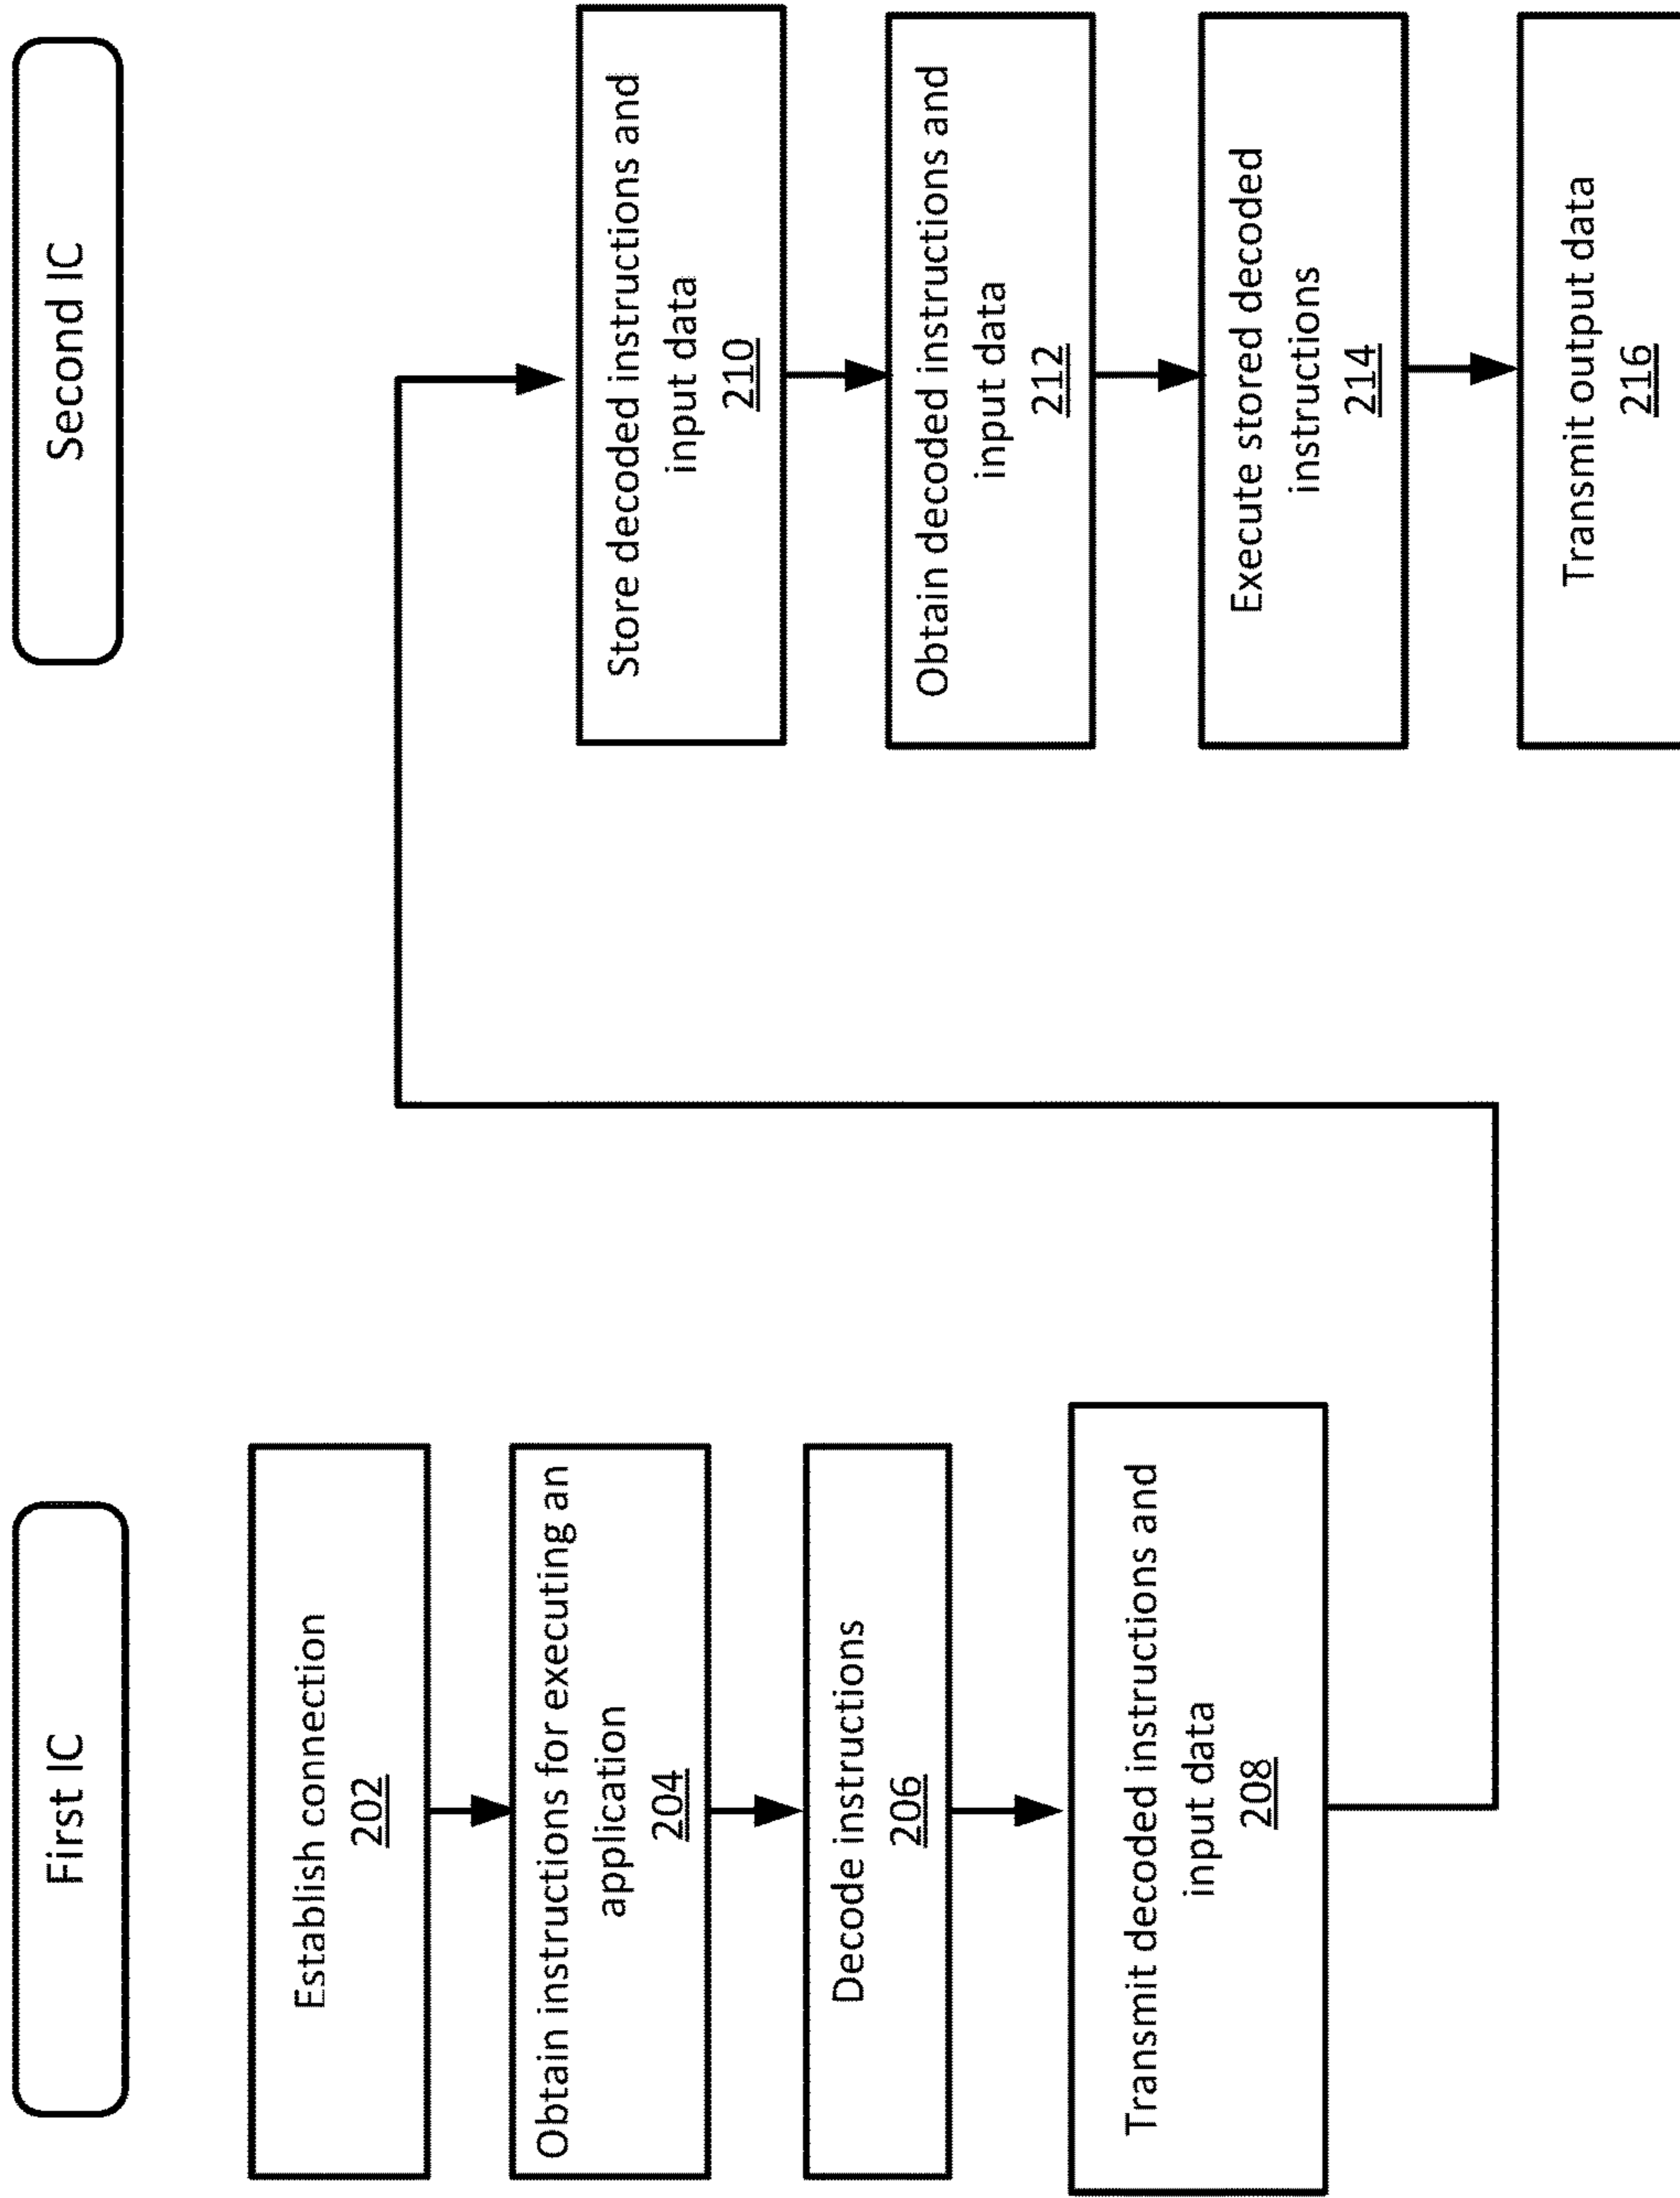 First IC
Establish connection
202
Obtain instructions for executing an
application
204
Decode instructions
206
Transmit decoded instructions and
input data
208
Second IC
Store decoded instructions and
input data
210
Obtain decoded instructions and
input data
212
Execute stored decoded
instructions
214
Transmit output data
216